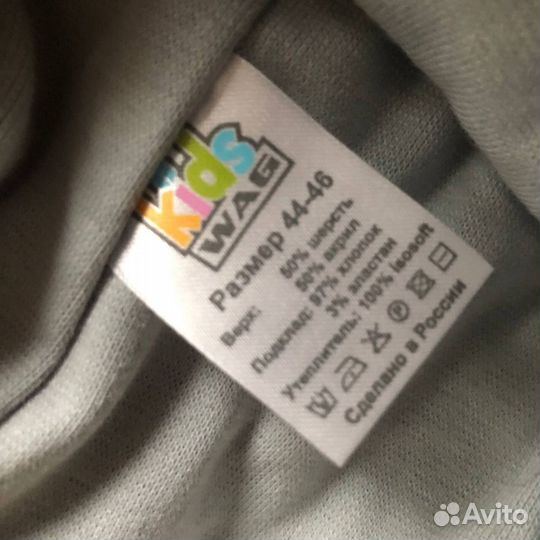 kids
WAG
Размер 44-46
Верх: 50% шерсть
50% акрил
Подклад: 97% хлопок
3% эластан
Утеплитель: 100% isosoft
Сделано в России
Avito